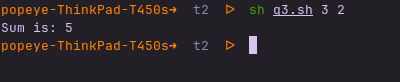 popeye-ThinkPad-T450s➜ t2 ▷ sh q3.sh 3 2
Sum is: 5
popeye-ThinkPad-T450s➜ t2 ▷